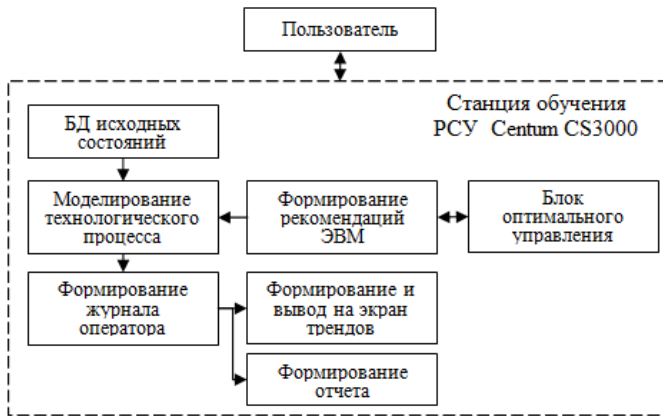 Пользователь
Станция обучения
РСУ Centum CS3000
БД исходных
состояний
Моделирование
технологического
процесса
Формирование
рекомендаций
ЭВМ
Блок
оптимального
управления
Формирование
журнала
оператора
Формирование и
вывод на экран
трендов
Формирование
отчета